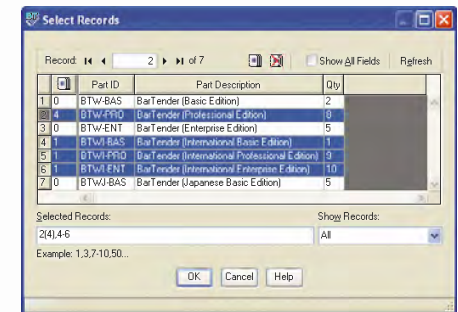 Select Records
Record: 2 of 7 Show All Fields Refresh
Part ID Part Description Qty
1 0 BTW-BAS BarTender (Basic Edition) 2
2 4 BTW-PRO BarTender (Professional Edition) 8
3 0 BTW-ENT BarTender (Enterprise Edition) 5
4 1 BTWI-BAS BarTender (International Basic Edition) 1
5 1 BTWI-PRO BarTender (International Professional Edition) 9
6 1 BTWI-ENT BarTender (International Enterprise Edition) 10
7 0 BTWJ-BAS BarTender (Japanese Basic Edition) 5
Selected Records: Show Records:
2(4),4-6 All
Example: 1,3,7-10,50...
OK Cancel Help